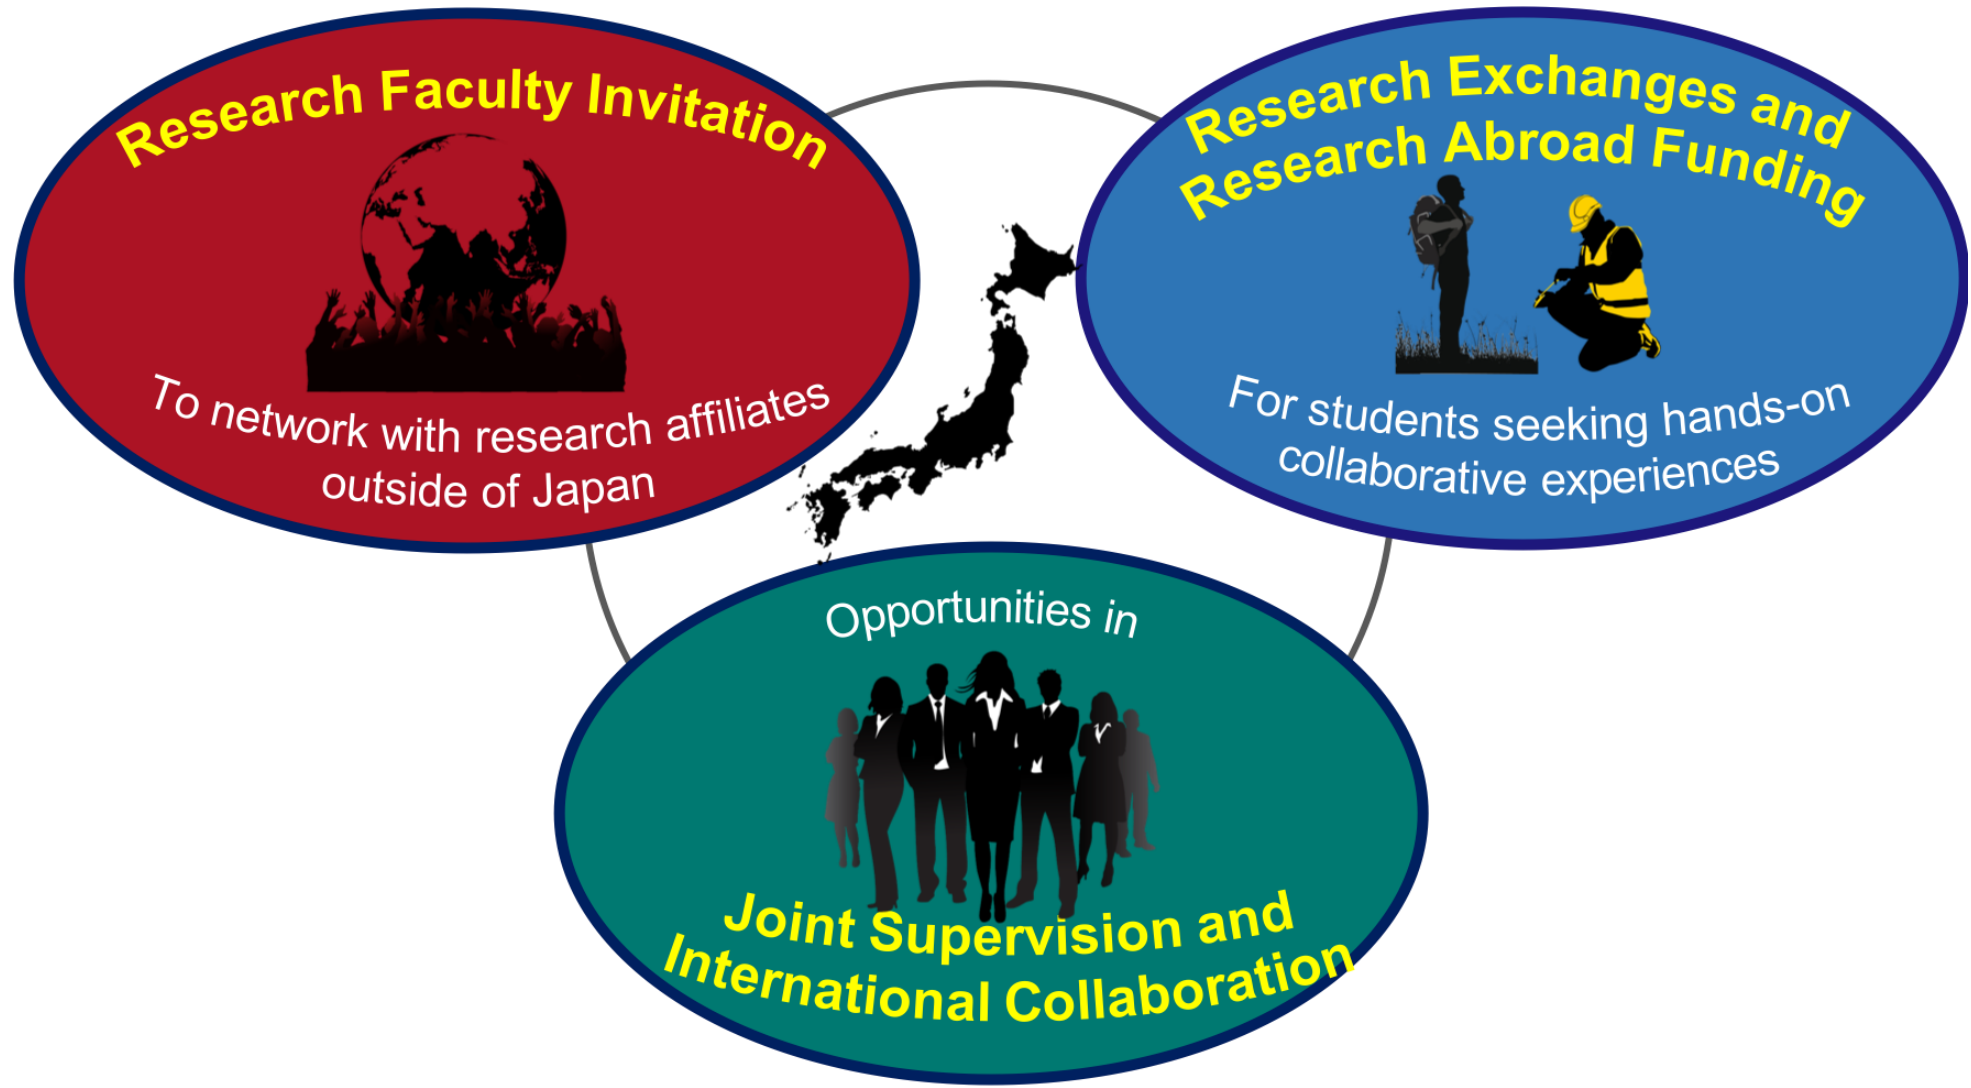 Research Faculty Invitation
To network with research affiliates
outside of Japan
Research Exchanges and
Research Abroad Funding
For students seeking hands-on
collaborative experiences
Opportunities in
Joint Supervision and
International Collaboration